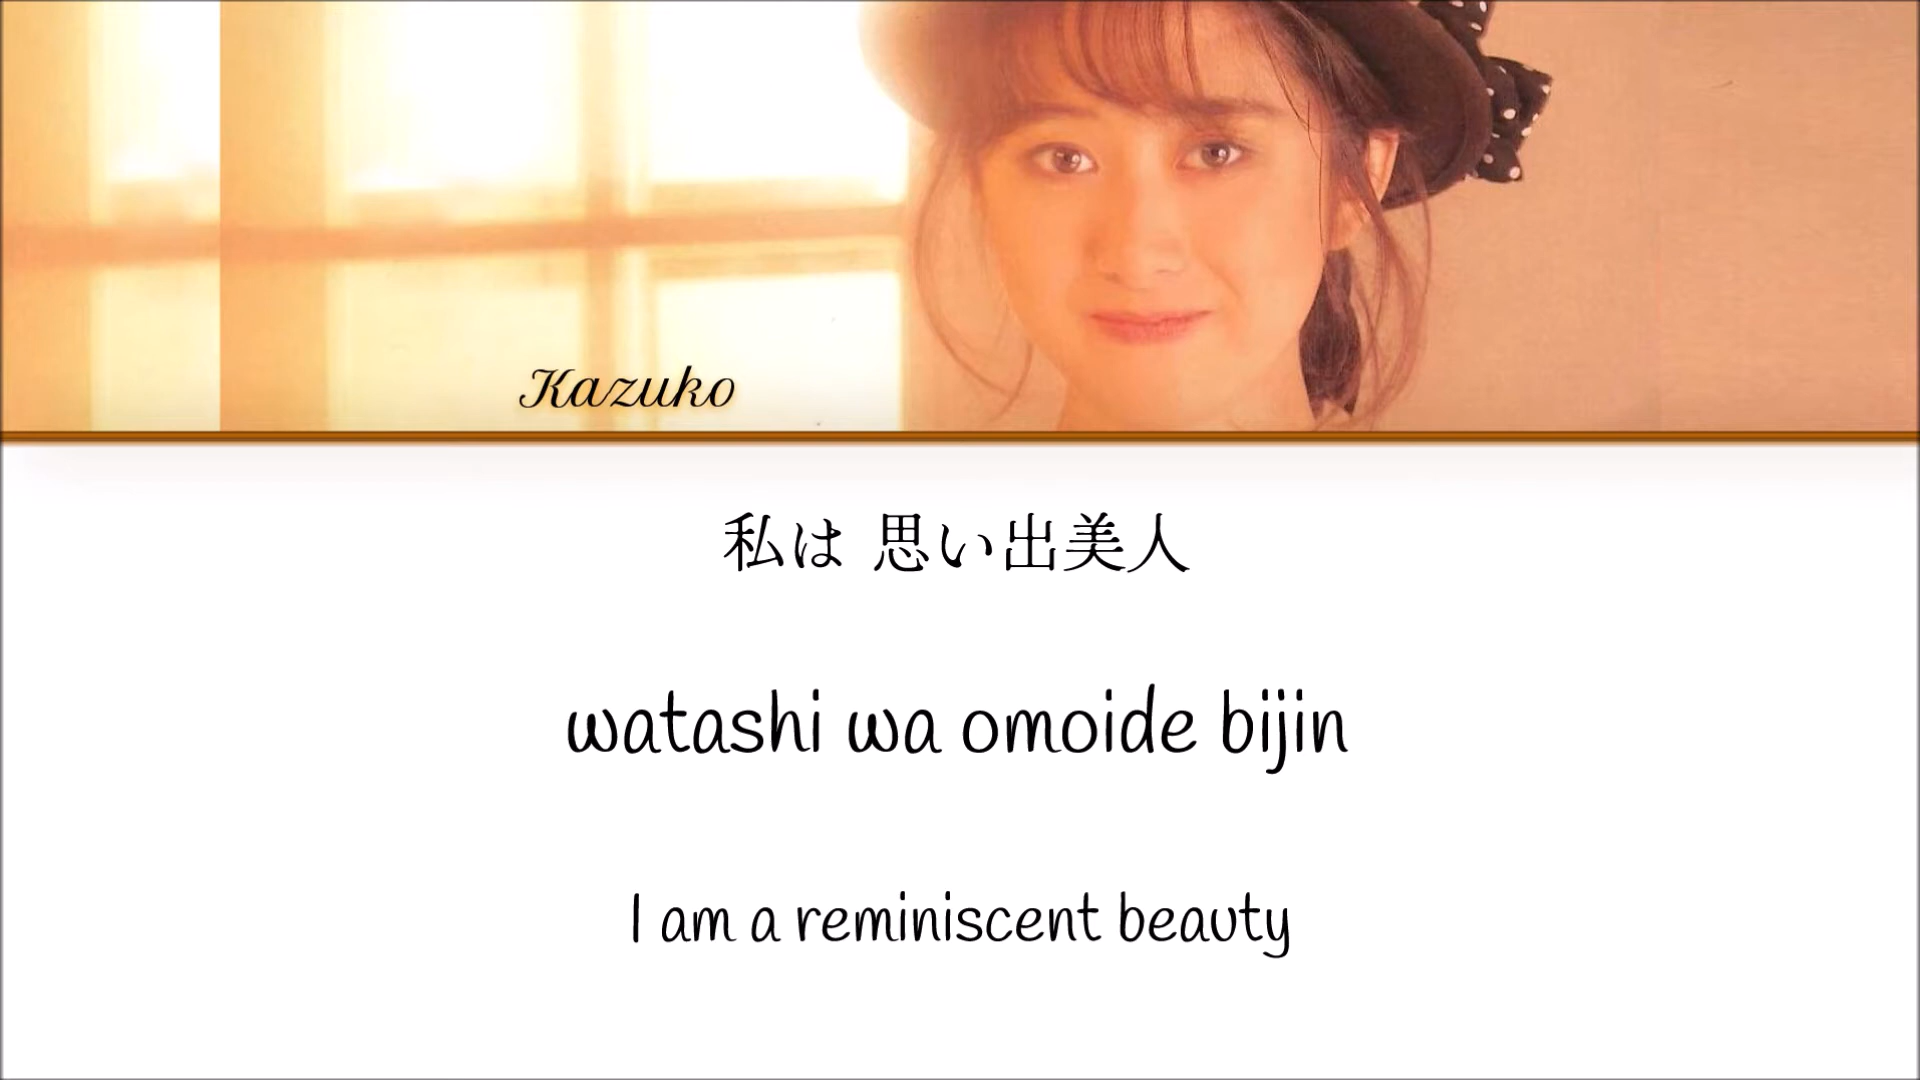 Kazuko
私は 思い出美人
watashi wa omoide bijin
I am a reminiscent beauty